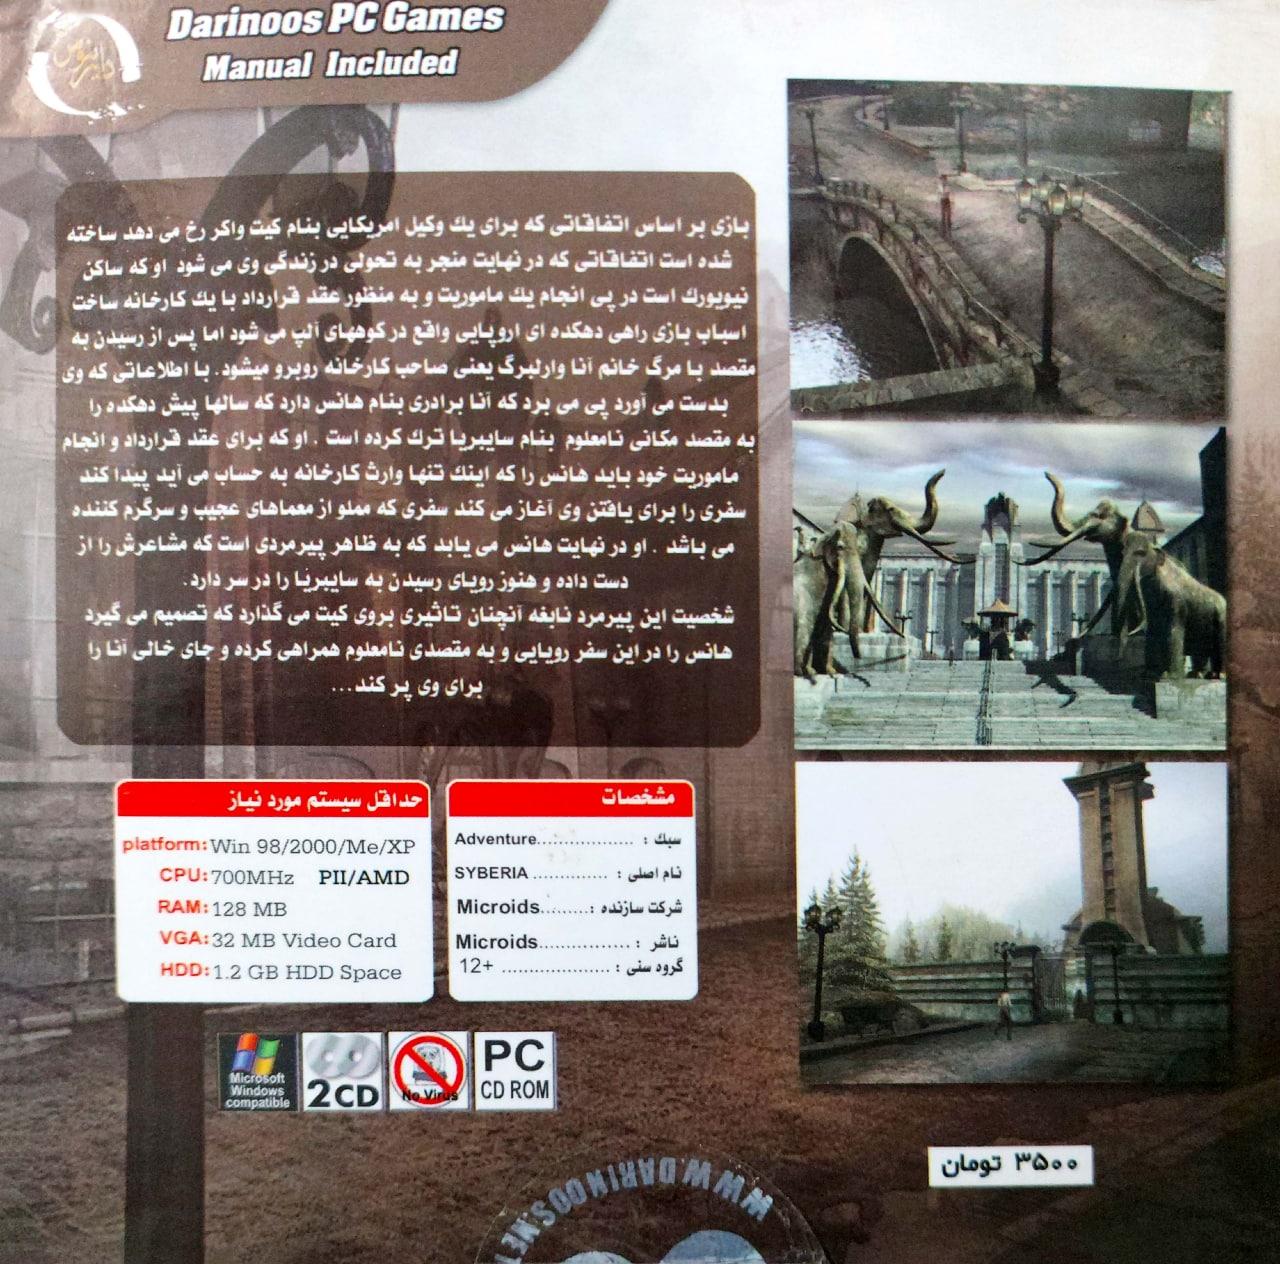 Darinoos PC Games
Manual Included
دارینوس
بازی بر اساس اتفاقاتی که برای یك وکیل امریکایی بنام کیت واکر رخ می دهد ساخته
شده است اتفاقاتی که در نهایت منجر به تحولی در زندگی وی می شود او که ساکن
نیویورك است در پی انجام یك ماموریت و به منظور عقد قرارداد با یك کارخانه ساخت
اسباب بازی راهی دهکده ای اروپایی واقع در کوههای آلپ می شود اما پس از رسیدن به
مقصد با مرگ خانم آنا وارلبرگ یعنی صاحب کارخانه روبرو میشود. با اطلاعاتی که وی
بدست می آورد پی می برد که آنا برادری بنام هانس دارد که سالها پیش دهکده را
به مقصد مکانی نامعلوم بنام سایبریا ترك کرده است . او که برای عقد قرارداد و انجام
ماموریت خود باید هانس را که اینك تنها وارث کارخانه به حساب می آید پیدا کند
سفری را برای یافتن وی آغاز می کند سفری که مملو از معماهای عجیب و سرگرم کننده
می باشد . او در نهایت هانس می یابد که به ظاهر پیرمردی است که مشاعرش را از
دست داده و هنوز رویای رسیدن به سایبریا را در سر دارد.
شخصیت این پیرمرد نابغه آنچنان تاثیری بروی کیت می گذارد که تصمیم می گیرد
هانس را در این سفر رویایی و به مقصدی نامعلوم همراهی کرده و جای خالی آنا را
برای وی پر کند...
مشخصات
سبك : .................. Adventure
نام اصلی : .............. SYBERIA
شرکت سازنده :......... Microids
ناشر : ................. Microids
گروه سنی : .................... 12+
حداقل سیستم مورد نیاز
platform: Win 98/2000/Me/XP
CPU: 700MHz PII/AMD
RAM: 128 MB
VGA: 32 MB Video Card
HDD: 1.2 GB HDD Space
Microsoft
Windows
compatible
2CD
No Virus
PC
CD ROM
۳۵۰۰ تومان
WWW.DARINOOS.NET